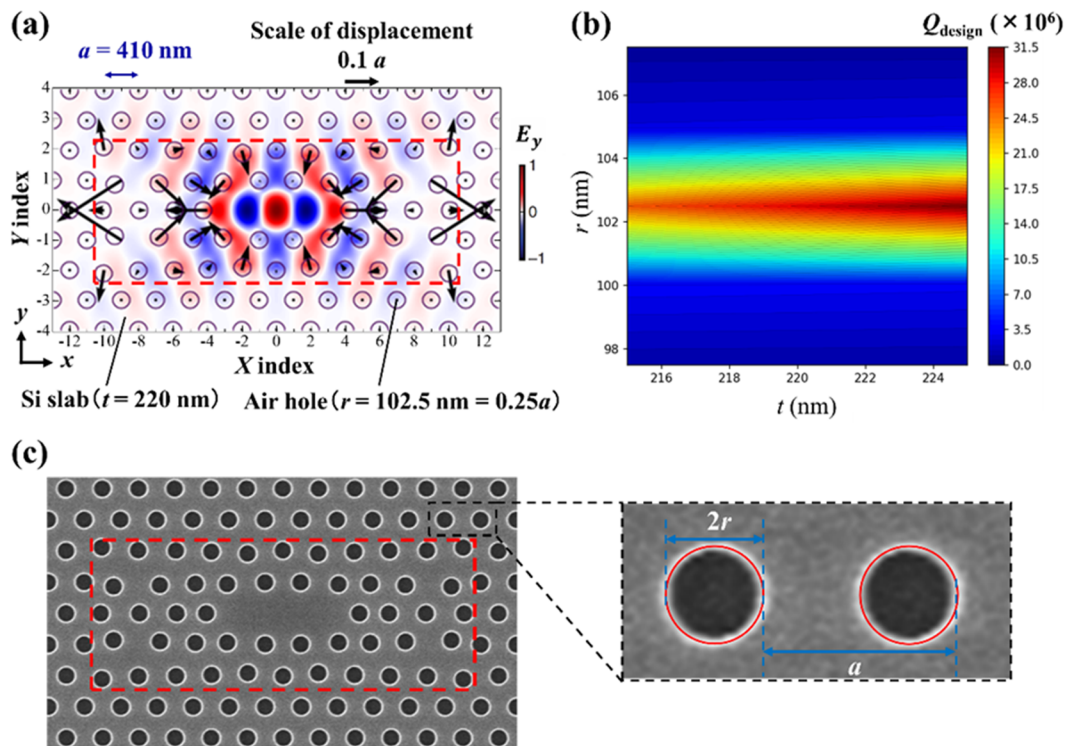 (a)
Scale of displacement
a = 410 nm
0.1 a
4
3
2
1
0
-1
-2
-3
-4
Y index
-12 -10 -8 -6 -4 -2 0 2 4 6 8 10 12
X index
y
x
E_y
1
0
−1
Si slab (t = 220 nm)
Air hole (r = 102.5 nm = 0.25a)
(b)
Q_design (×10⁶)
106
104
102
100
98
r (nm)
216 218 220 222 224
t (nm)
31.5
28.0
24.5
21.0
17.5
14.0
10.5
7.0
3.5
0.0
(c)
2r
a